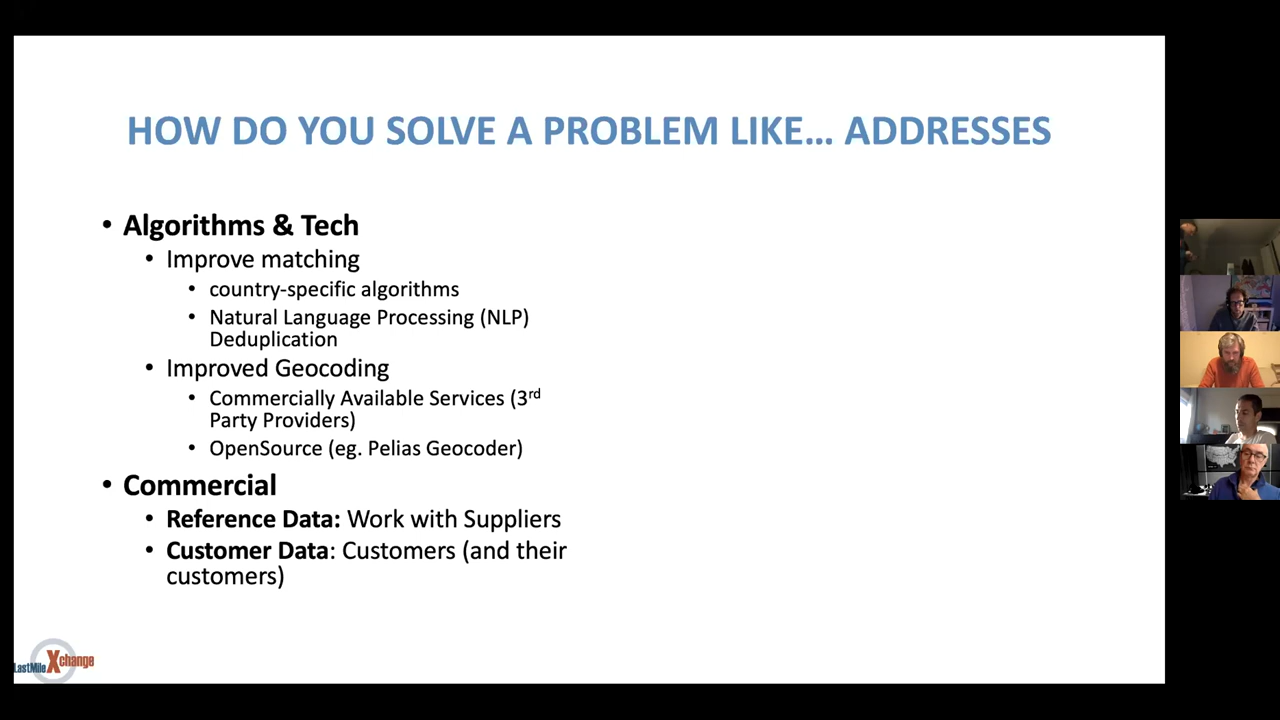 HOW DO YOU SOLVE A PROBLEM LIKE... ADDRESSES
• Algorithms & Tech
• Improve matching
• country-specific algorithms
• Natural Language Processing (NLP)
Deduplication
• Improved Geocoding
• Commercially Available Services (3rd
Party Providers)
• OpenSource (eg. Pelias Geocoder)
• Commercial
• Reference Data: Work with Suppliers
• Customer Data: Customers (and their
customers)
LastMileXchange